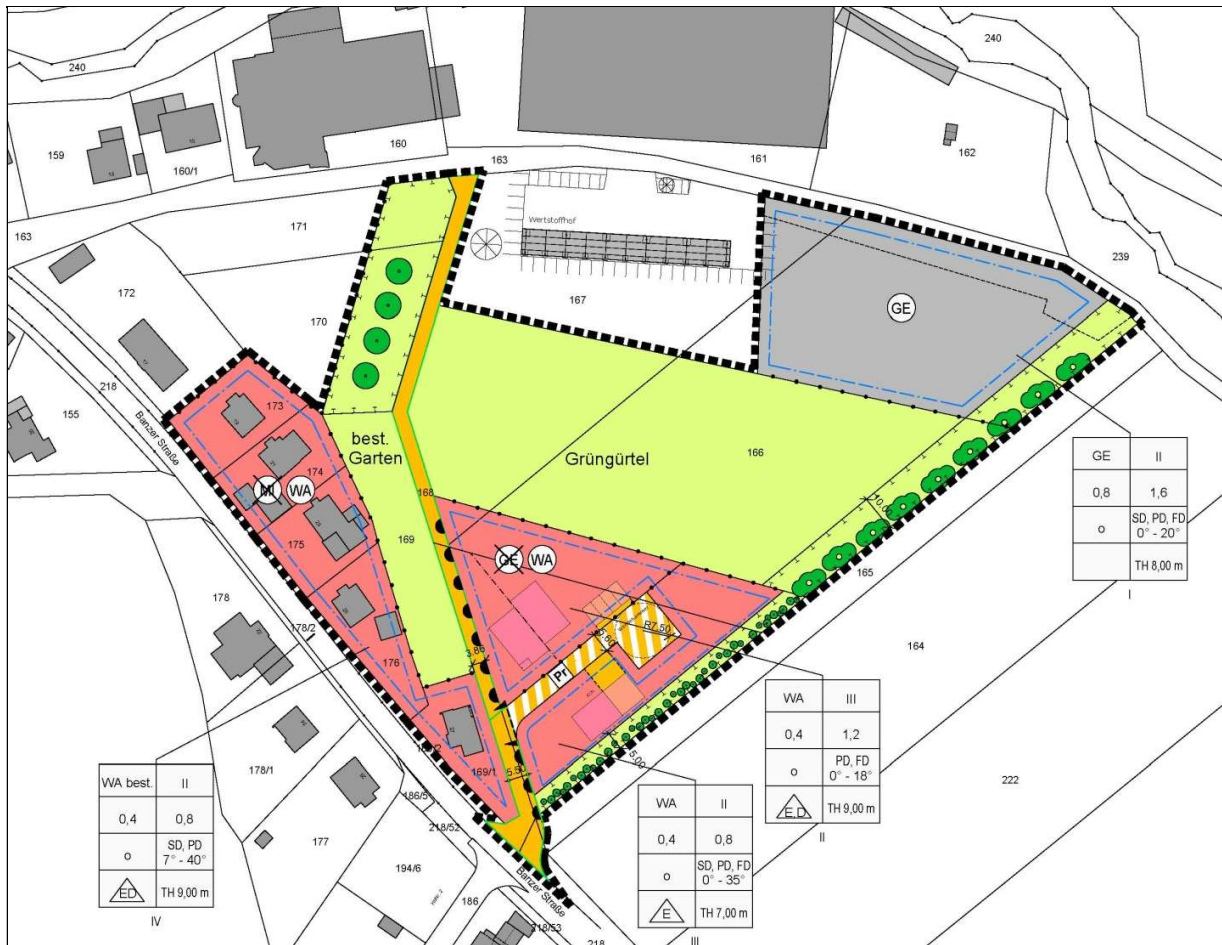 240
240
159
160/1
160
163
161
162
Wertstoffhof
171
163
239
172
167
170
GE
218
173
155
Banzer Straße
best.
Garten
Grüngürtel
166
174
MI WA
168
175
169
10.00
165
GE WA
178
178/2
164
R7.50
3.85
176
Pr
5.00
222
178/1
169/1
5.50
186/5
218/52
177
194/6
186
Banzer Straße
218/53
218
GE II
0,8 1,6
o SD, PD, FD
0° - 20°
TH 8,00 m
I
WA III
0,4 1,2
o PD, FD
0° - 18°
E,D TH 9,00 m
II
WA II
0,4 0,8
o SD, PD, FD
0° - 35°
E TH 7,00 m
III
WA best. II
0,4 0,8
o SD, PD
7° - 40°
ED TH 9,00 m
IV